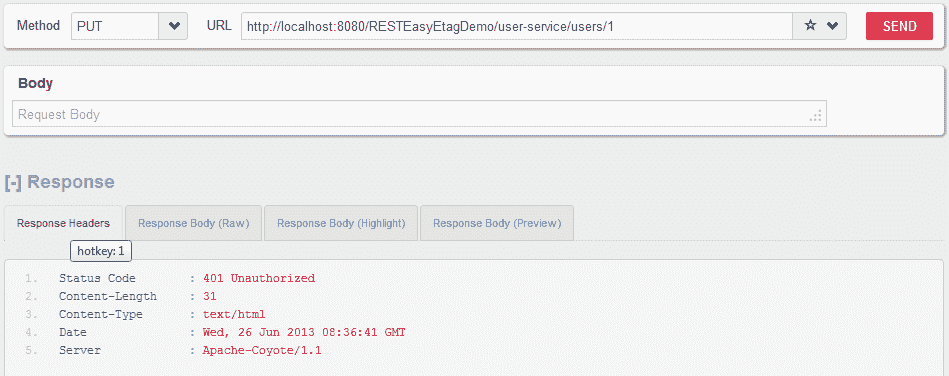 Method PUT URL http://localhost:8080/RESTEasyEtagDemo/user-service/users/1 SEND
Body
Request Body
[-] Response
Response Headers Response Body (Raw) Response Body (Highlight) Response Body (Preview)
hotkey: 1
1. Status Code : 401 Unauthorized
2. Content-Length : 31
3. Content-Type : text/html
4. Date : Wed, 26 Jun 2013 08:36:41 GMT
5. Server : Apache-Coyote/1.1